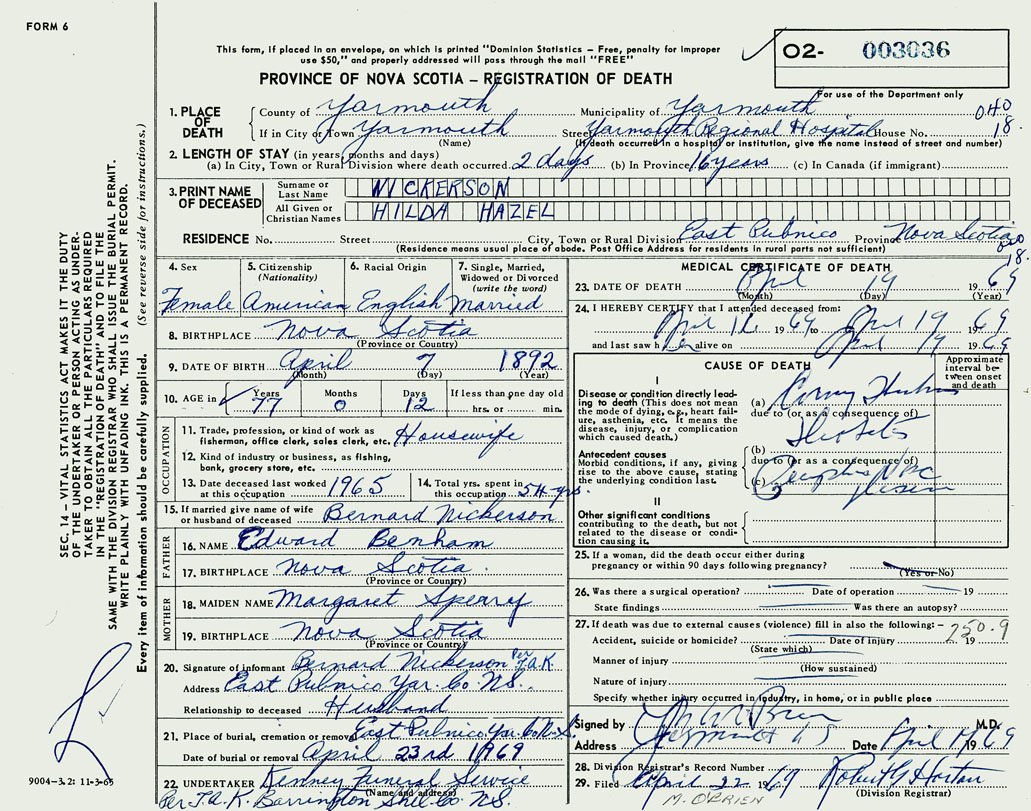 FORM 6
This form, if placed in an envelope, on which is printed "Dominion Statistics – Free, penalty for improper
use $50," and properly addressed will pass through the mail "FREE"
PROVINCE OF NOVA SCOTIA – REGISTRATION OF DEATH
O2- 003036
For use of the Department only
1. PLACE OF DEATH
County of Yarmouth Municipality of Yarmouth
If in City or Town Yarmouth Street Yarmouth Regional Hospital House No.
(Name) (If death occurred in a hospital or institution, give the name instead of street and number)
18.
2. LENGTH OF STAY (in years, months and days)
(a) In City, Town or Rural Division where death occurred 2 days (b) In Province 16 years (c) In Canada (if immigrant)
3. PRINT NAME OF DECEASED
Surname or Last Name NICKERSON
All Given or Christian Names HILDA HAZEL
RESIDENCE No. Street City, Town or Rural Division East Pubnico Province Nova Scotia
(Residence means usual place of abode. Post Office Address for residents in rural parts not sufficient)
18.
4. Sex 5. Citizenship (Nationality) 6. Racial Origin 7. Single, Married, Widowed or Divorced (write the word)
Female American English Married
8. BIRTHPLACE Nova Scotia
(Province or Country)
9. DATE OF BIRTH April 7 1892
(Month) (Day) (Year)
10. AGE in Years Months Days If less than one day old
77 0 12 hrs. or min.
OCCUPATION
11. Trade, profession, or kind of work as
fisherman, office clerk, sales clerk, etc. Housewife
12. Kind of industry or business, as fishing,
bank, grocery store, etc.
13. Date deceased last worked at this occupation 1965
14. Total yrs. spent in this occupation 54 yrs.
15. If married give name of wife
or husband of deceased Bernard Nickerson
FATHER
16. NAME Edward Benham
17. BIRTHPLACE Nova Scotia
(Province or Country)
MOTHER
18. MAIDEN NAME Margaret Speary
19. BIRTHPLACE Nova Scotia
(Province or Country)
20. Signature of informant Bernard Nickerson Per J.a.K.
Address East Pubnico Yar. Co. N.S.
Relationship to deceased Husband
21. Place of burial, cremation or removal East Pubnico Yar. Co. N.S.
Date of burial or removal April 23rd 1969
22. UNDERTAKER Kenney Funeral Service
(Name and address)
Per J.a.K. Barrington Shel. Co. N.S.
MEDICAL CERTIFICATE OF DEATH
23. DATE OF DEATH April 19 1969
(Month) (Day) (Year)
24. I HEREBY CERTIFY that I attended deceased from:
April 1969 to April 19 1969
and last saw h alive on April 19 1969
CAUSE OF DEATH
Approximate interval between onset and death
I
Disease or condition directly leading to death (This does not mean
the mode of dying, e.g., heart failure, asthenia, etc. It means the
disease, injury, or complication
which caused death.)
(a)
due to (or as a consequence of)
Antecedent causes
Morbid conditions, if any, giving
rise to the above cause, stating
the underlying condition last.
(b)
due to (or as a consequence of)
(c)
II
Other significant conditions
contributing to the death, but not
related to the disease or condition causing it.
25. If a woman, did the death occur either during
pregnancy or within 90 days following pregnancy?
(Yes or No)
26. Was there a surgical operation? Date of operation 19
State findings Was there an autopsy?
27. If death was due to external causes (violence) fill in also the following: –
250.9
Accident, suicide or homicide? Date of injury 19
(State which)
Manner of injury
(How sustained)
Nature of injury
Specify whether injury occurred in industry, in home, or in public place
Signed by M.D.
Address Yarmouth N S Date April 1969
28. Division Registrar's Record Number
29. Filed April 22 1969 Robert G Horton
(Division Registrar)
M. O'BRIEN
SEC. 14 – VITAL STATISTICS ACT MAKES IT THE DUTY
OF THE UNDERTAKER OR PERSON ACTING AS UNDER-
TAKER TO OBTAIN ALL THE PARTICULARS REQUIRED
IN THE "REGISTRATION OF DEATH" AND TO FILE THE
SAME WITH THE DIVISION REGISTRAR WHO SHALL ISSUE THE BURIAL PERMIT.
WRITE PLAINLY WITH UNFADING INK. THIS IS A PERMANENT RECORD.
Every item of information should be carefully supplied. (See reverse side for instructions.)
9004–3.2: 11-3-65